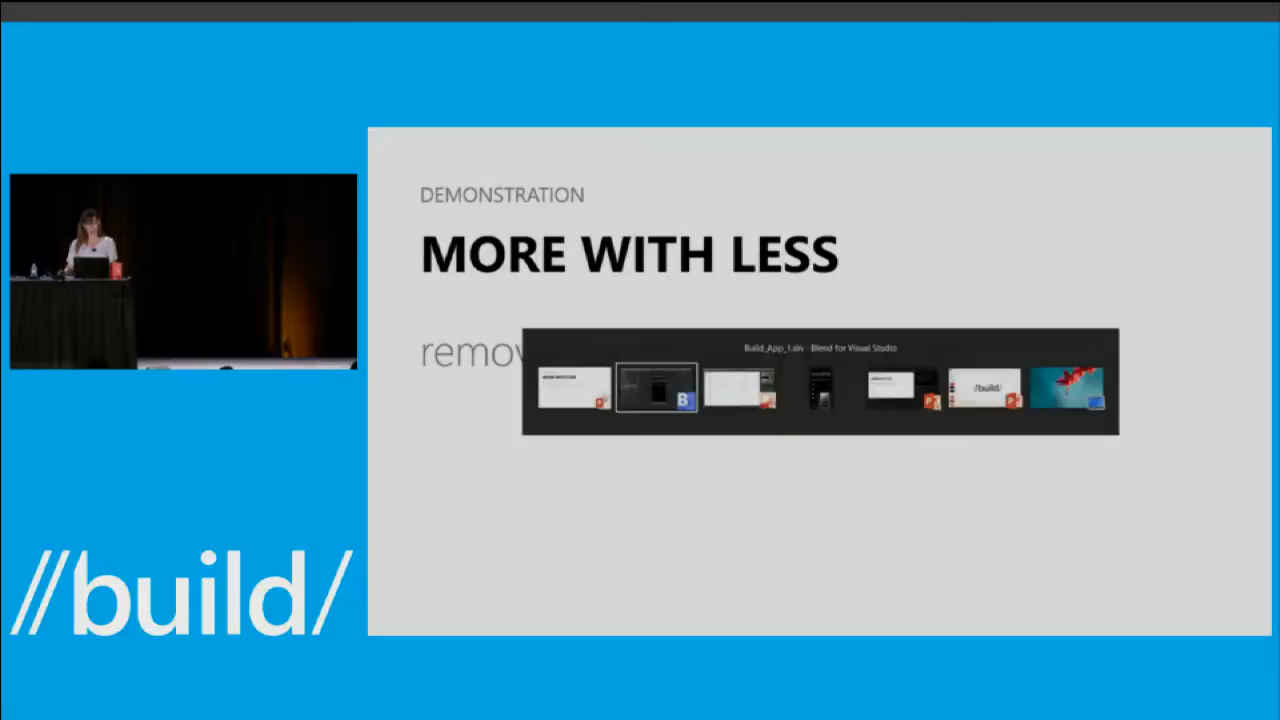 DEMONSTRATION
MORE WITH LESS
remov
Build_App_1.sln - Blend for Visual Studio
//build/
//build/